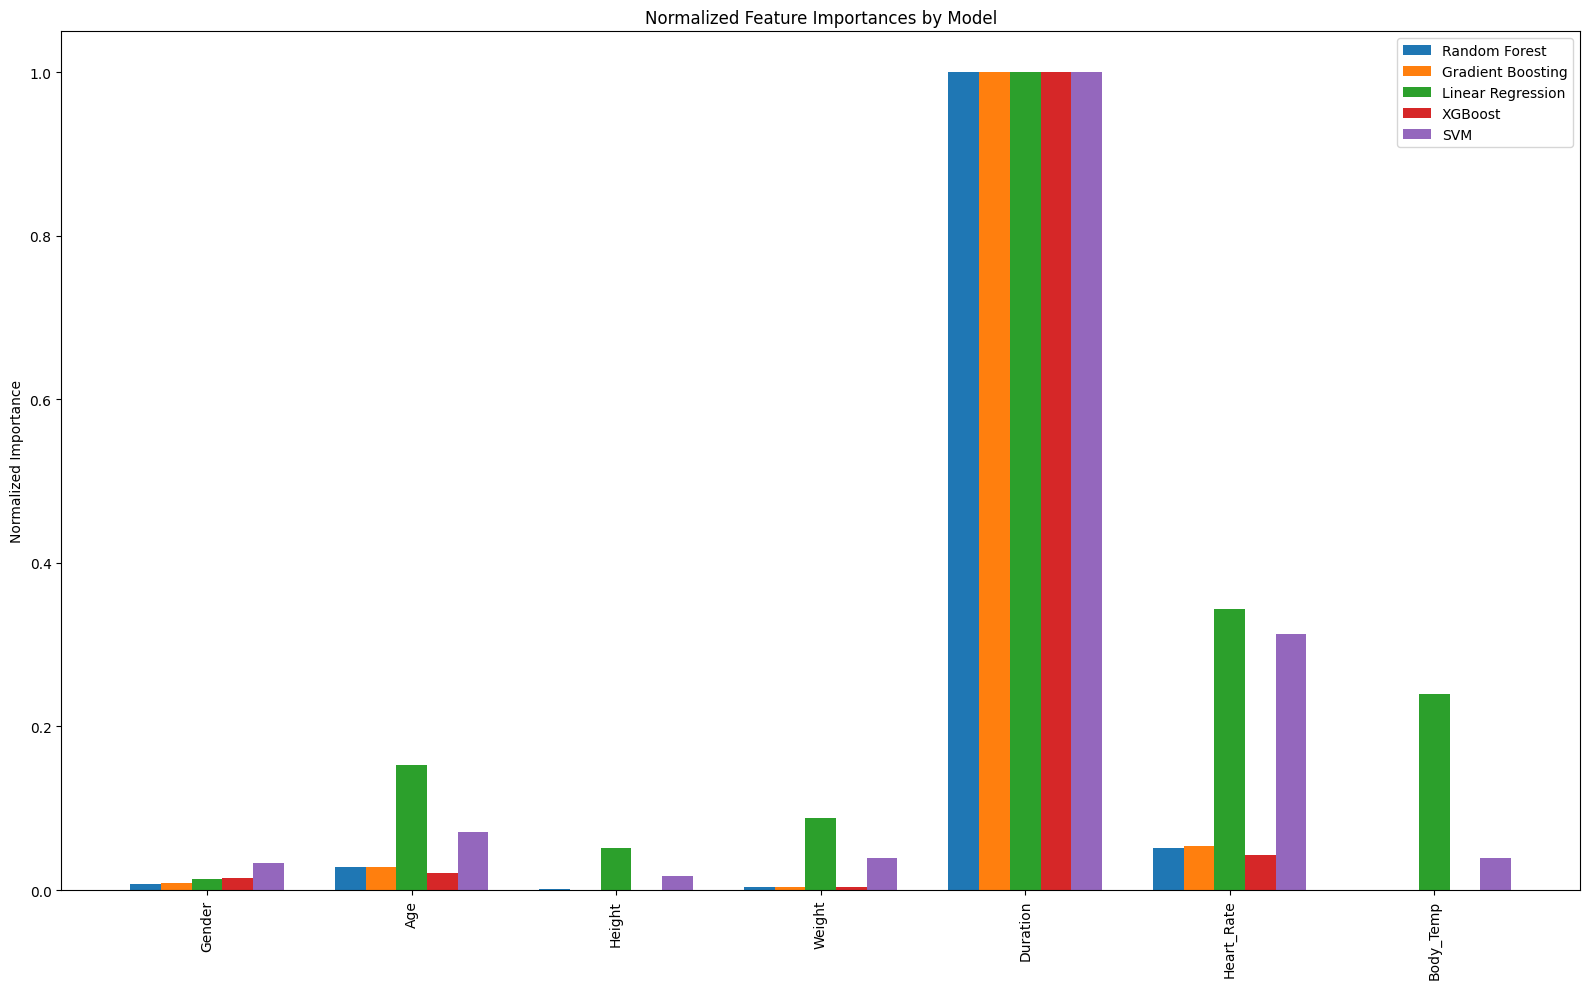 Normalized Feature Importances by Model
Random Forest
Gradient Boosting
Linear Regression
XGBoost
SVM
Normalized Importance
1.0
0.8
0.6
0.4
0.2
0.0
Gender
Age
Height
Weight
Duration
Heart_Rate
Body_Temp